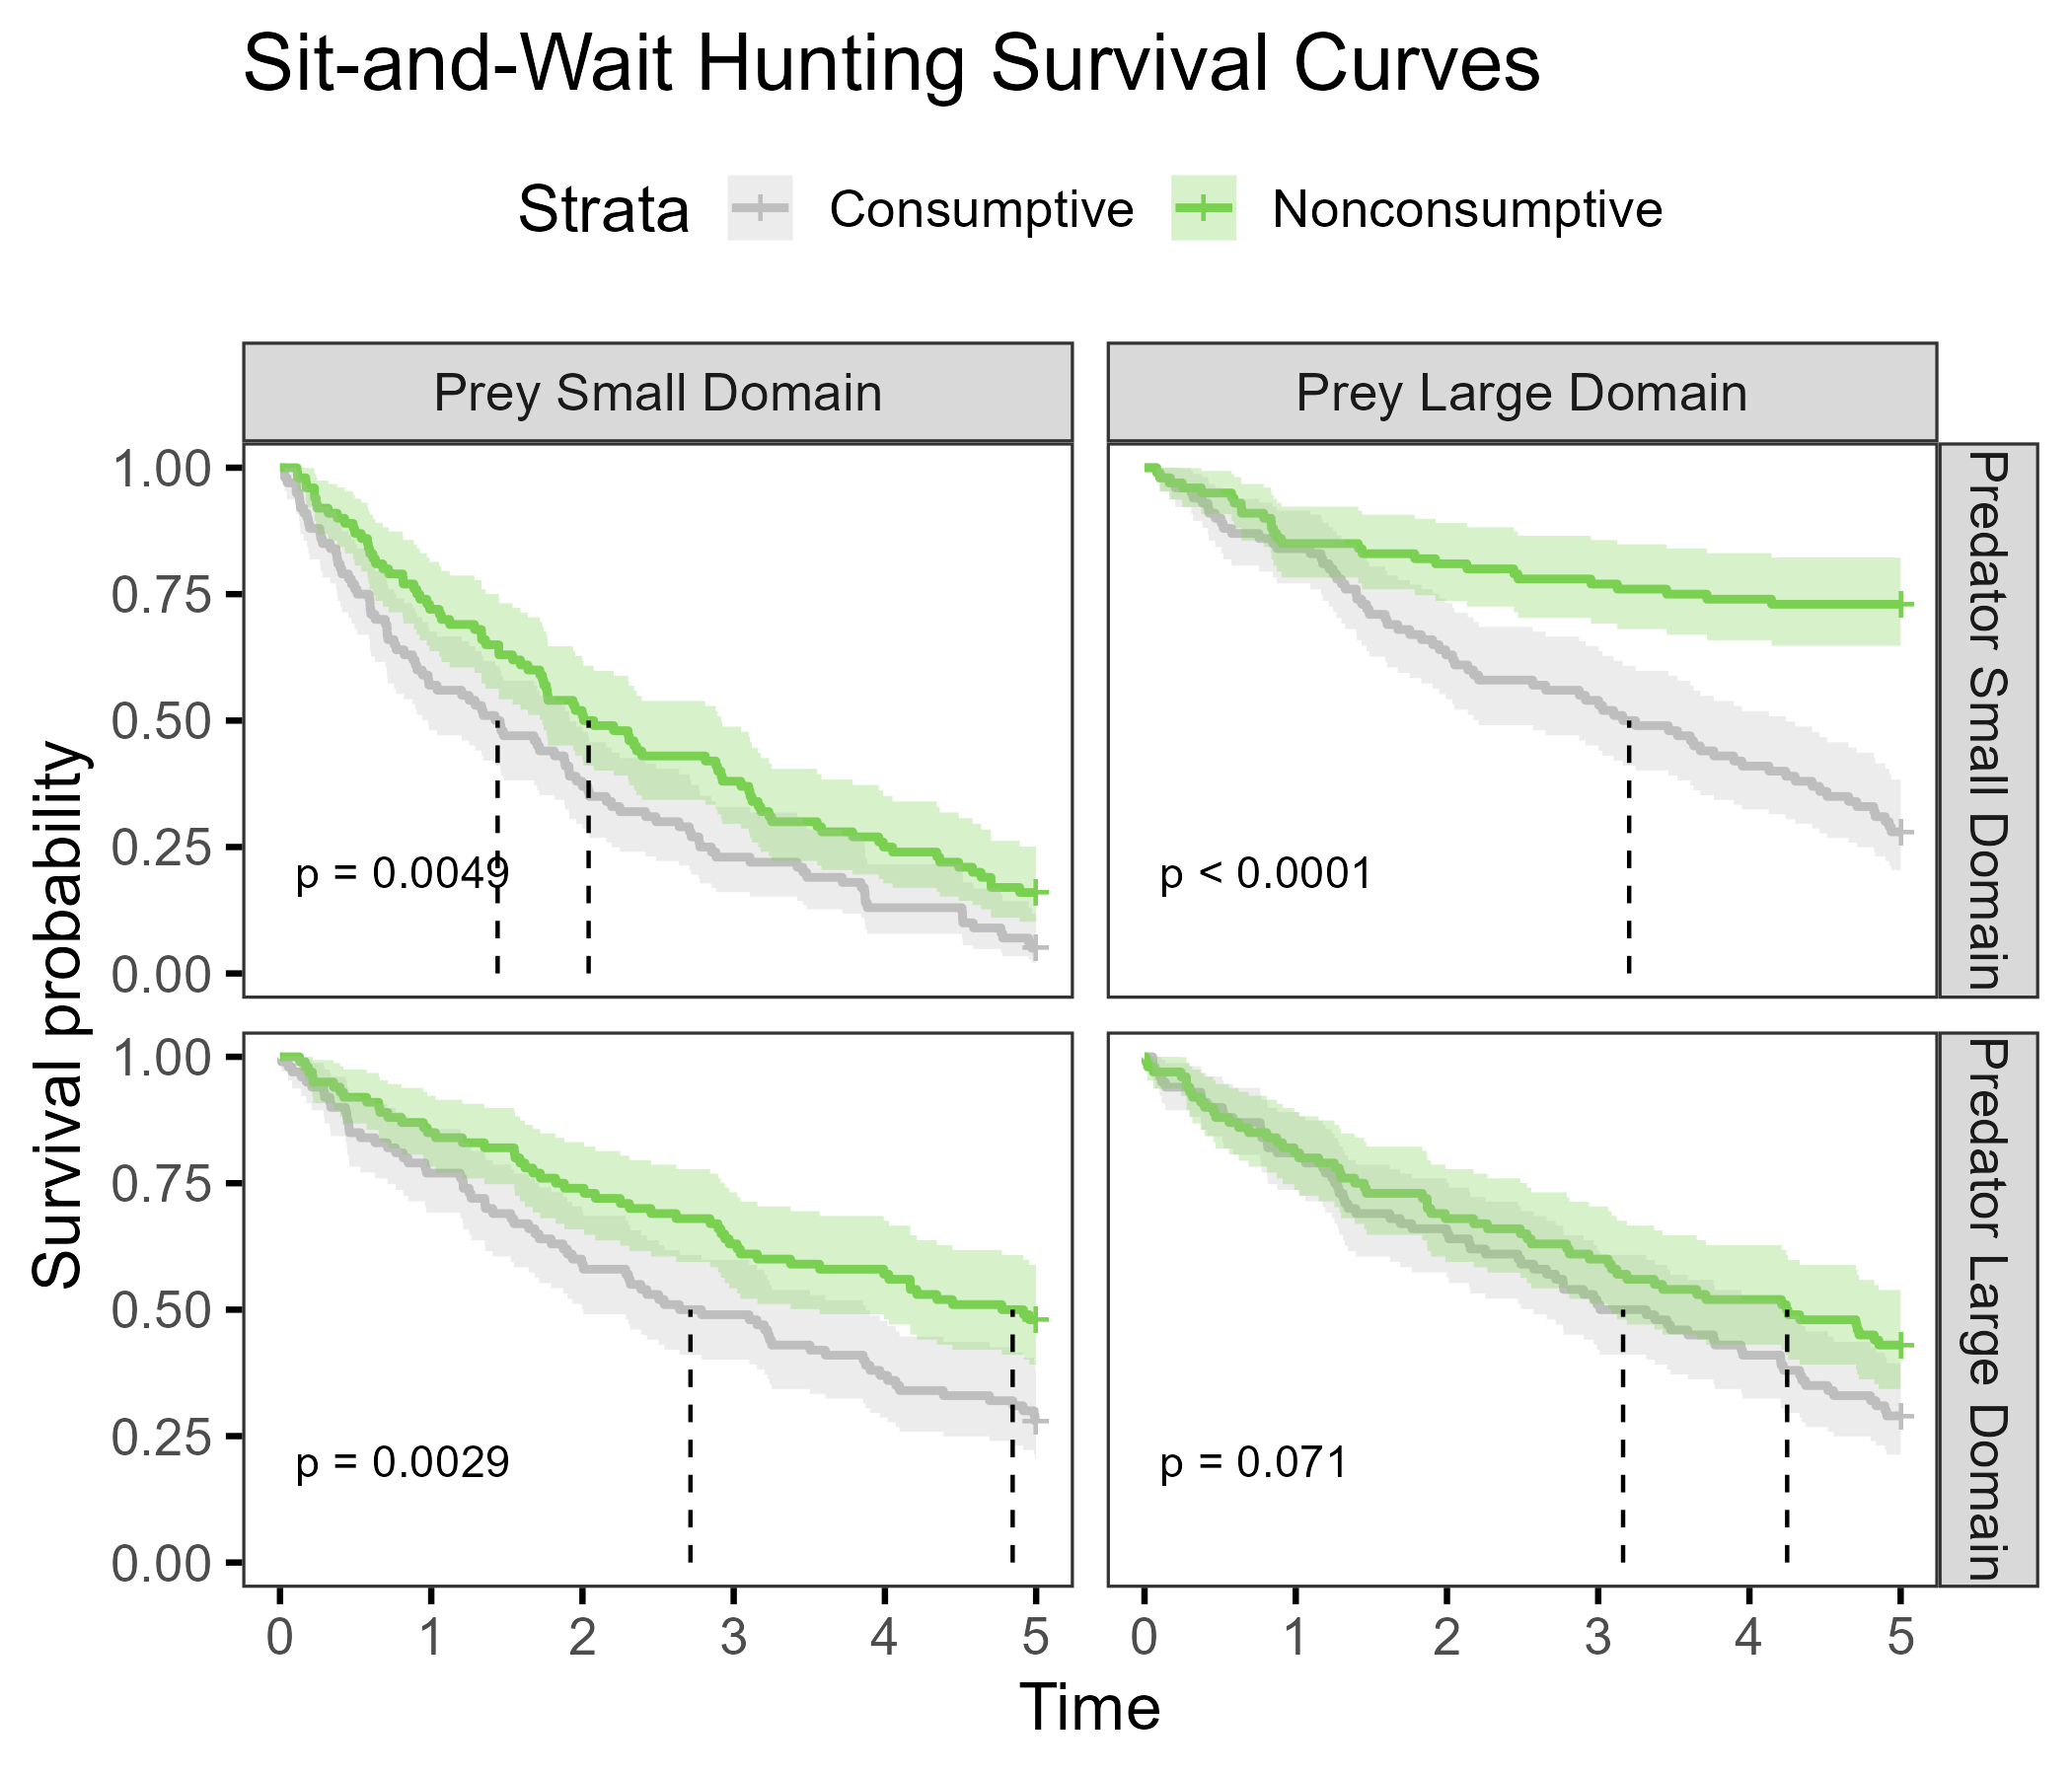 Sit-and-Wait Hunting Survival Curves
Strata Consumptive Nonconsumptive
Prey Small Domain Prey Large Domain
Survival probability
1.00
0.75
0.50
0.25
0.00
p = 0.0049
p < 0.0001
Predator Small Domain
1.00
0.75
0.50
0.25
0.00
p = 0.0029
p = 0.071
Predator Large Domain
0 1 2 3 4 5 0 1 2 3 4 5
Time